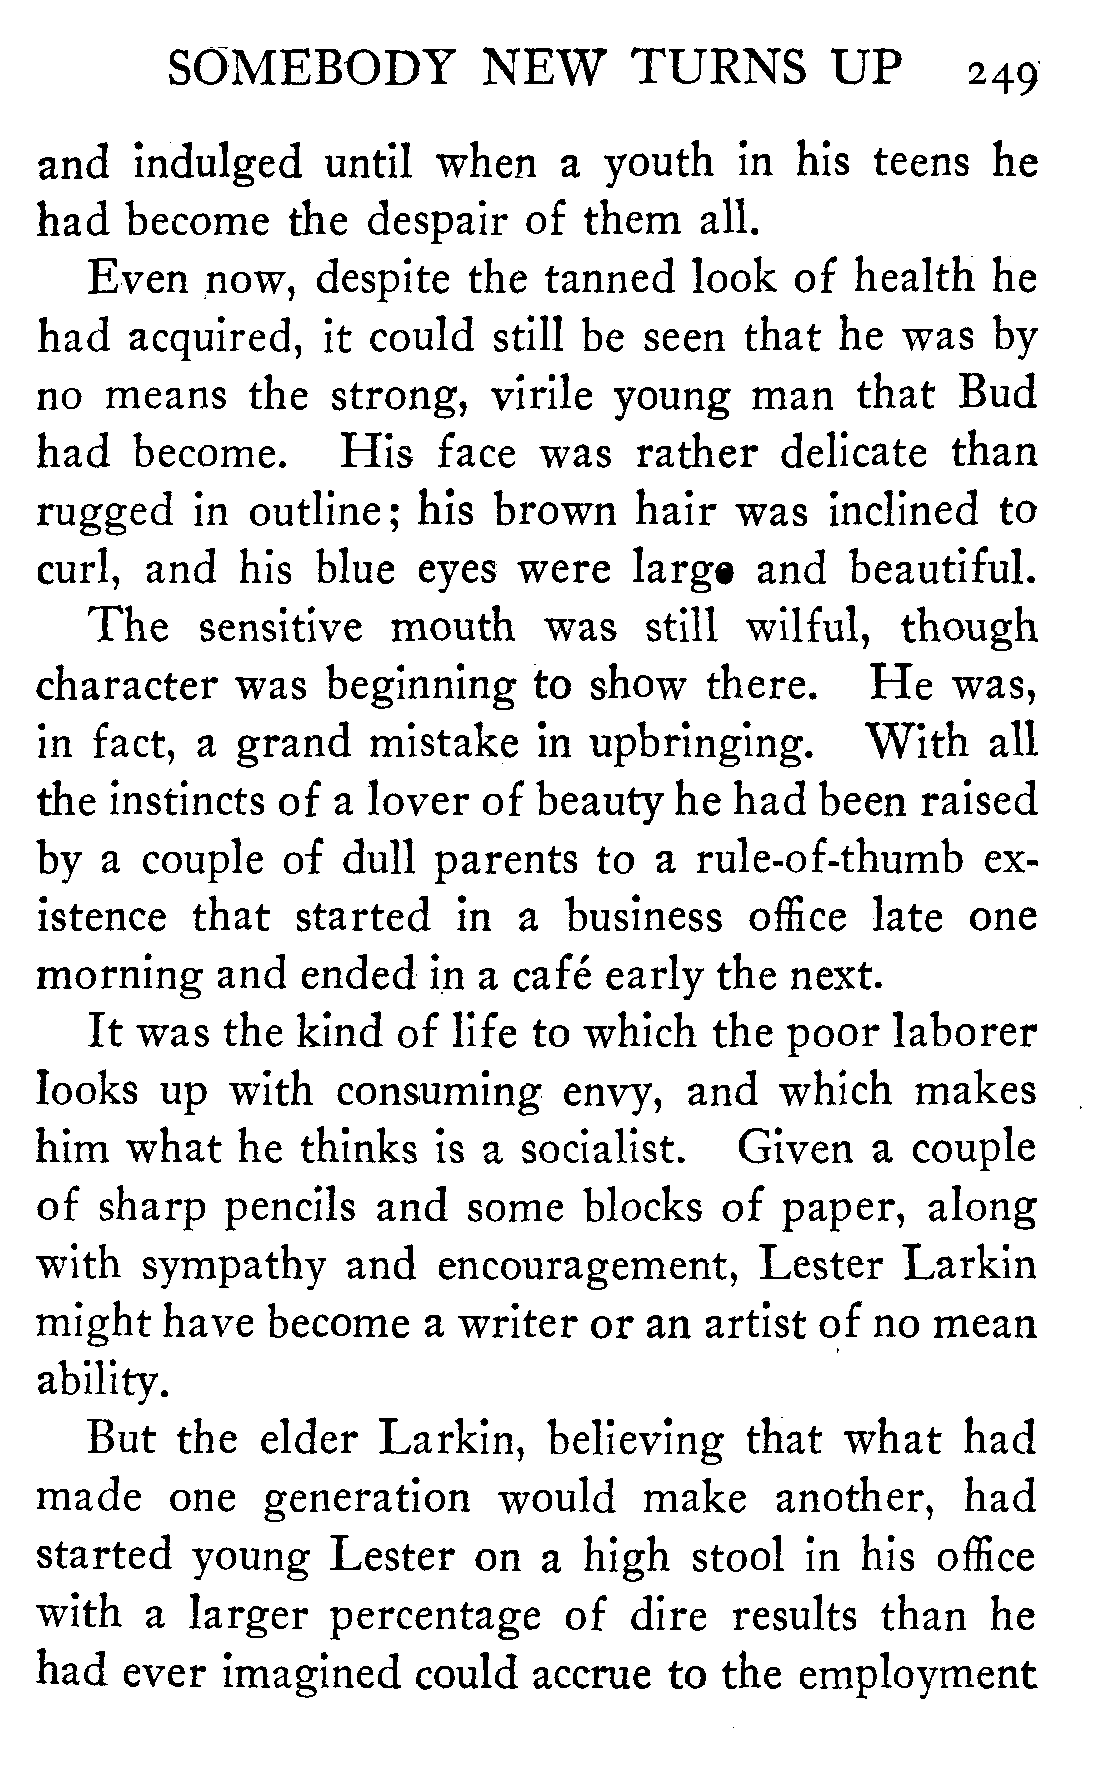 SOMEBODY NEW TURNS UP 249
and indulged until when a youth in his teens he
had become the despair of them all.
Even now, despite the tanned look of health he
had acquired, it could still be seen that he was by
no means the strong, virile young man that Bud
had become. His face was rather delicate than
rugged in outline; his brown hair was inclined to
curl, and his blue eyes were large and beautiful.
The sensitive mouth was still wilful, though
character was beginning to show there. He was,
in fact, a grand mistake in upbringing. With all
the instincts of a lover of beauty he had been raised
by a couple of dull parents to a rule-of-thumb ex-
istence that started in a business office late one
morning and ended in a café early the next.
It was the kind of life to which the poor laborer
looks up with consuming envy, and which makes
him what he thinks is a socialist. Given a couple
of sharp pencils and some blocks of paper, along
with sympathy and encouragement, Lester Larkin
might have become a writer or an artist of no mean
ability.
But the elder Larkin, believing that what had
made one generation would make another, had
started young Lester on a high stool in his office
with a larger percentage of dire results than he
had ever imagined could accrue to the employment